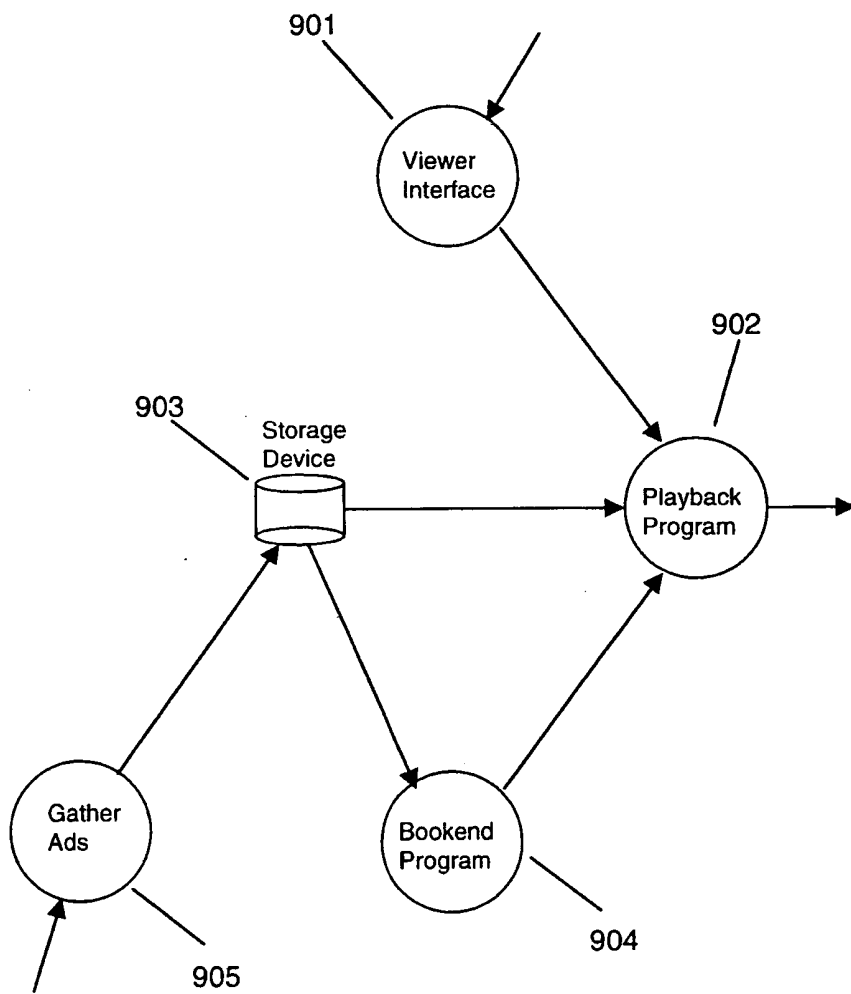 901
Viewer
Interface
902
903
Storage
Device
Playback
Program
Gather
Ads
Bookend
Program
904
905